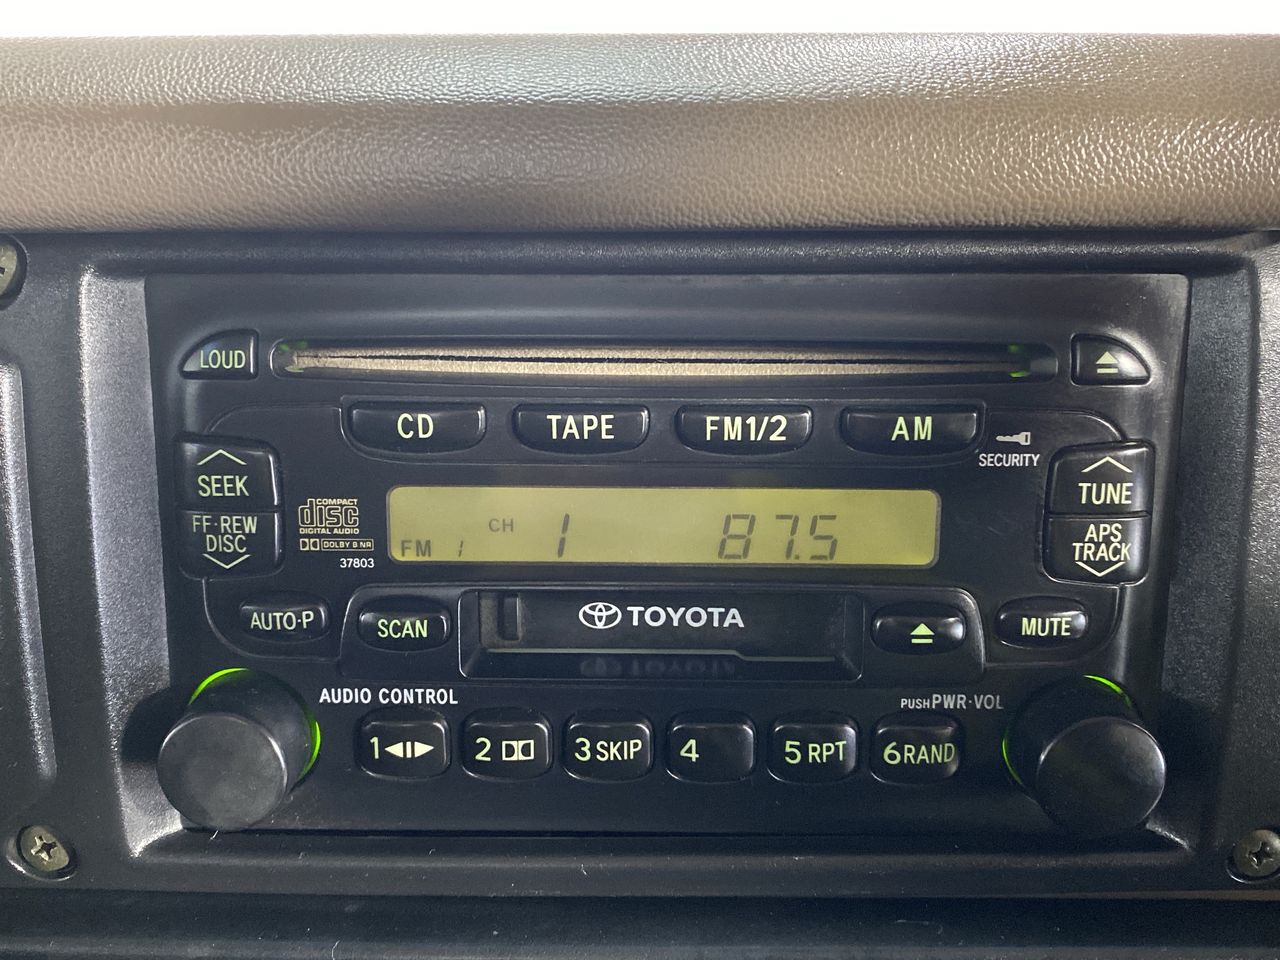 LOUD
CD TAPE FM1/2 AM
SECURITY
SEEK
FF·REW
DISC
COMPACT
disc
DIGITAL AUDIO
DOLBY B NR
37803
CH 1 87.5
FM 1
TUNE
APS
TRACK
AUTO·P
SCAN
TOYOTA
MUTE
AUDIO CONTROL
PUSH PWR·VOL
1 2 3 SKIP 4 5 RPT 6 RAND